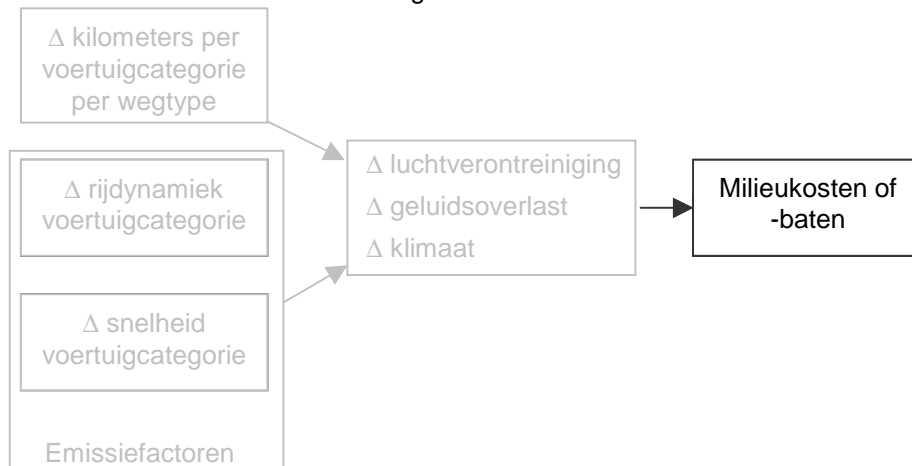 ∆ kilometers per
voertuigcategorie
per wegtype
∆ rijdynamiek
voertuigcategorie
∆ snelheid
voertuigcategorie
Emissiefactoren
∆ luchtverontreiniging
∆ geluidsoverlast
∆ klimaat
Milieukosten of
-baten